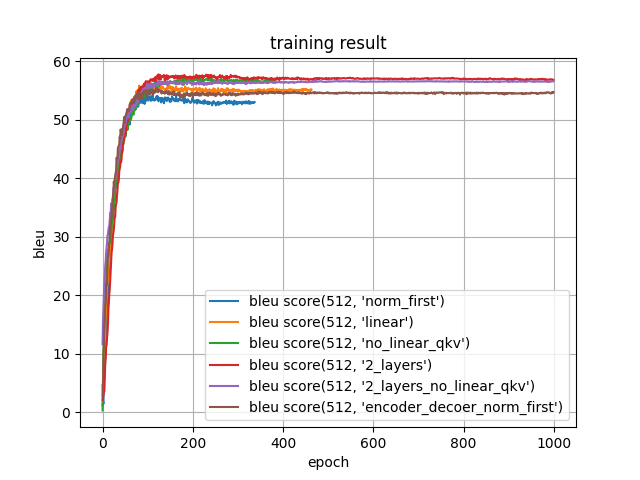 training result
60
50
40
30
20
10
0
bleu
bleu score(512, 'norm_first')
bleu score(512, 'linear')
bleu score(512, 'no_linear_qkv')
bleu score(512, '2_layers')
bleu score(512, '2_layers_no_linear_qkv')
bleu score(512, 'encoder_decoer_norm_first')
0 200 400 600 800 1000
epoch